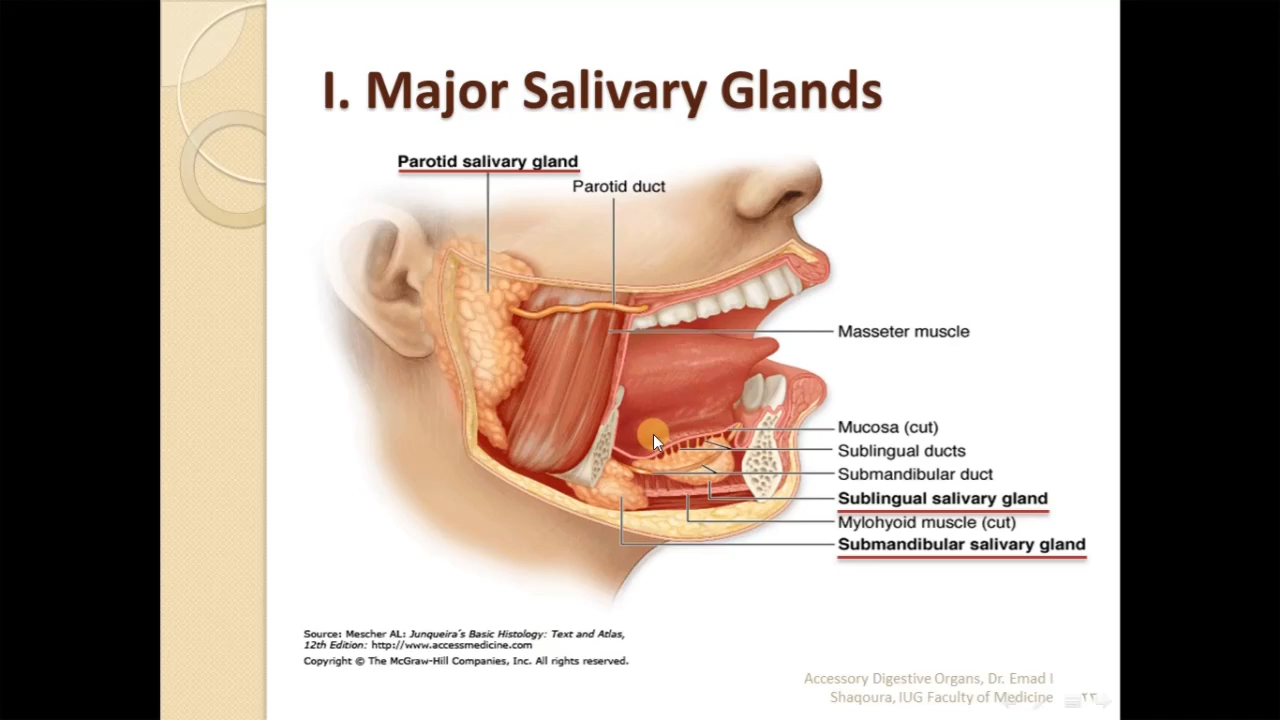 I. Major Salivary Glands
Parotid salivary gland
Parotid duct
Masseter muscle
Mucosa (cut)
Sublingual ducts
Submandibular duct
Sublingual salivary gland
Mylohyoid muscle (cut)
Submandibular salivary gland
Source: Mescher AL: Junqueira´s Basic Histology: Text and Atlas,
12th Edition: http://www.accessmedicine.com
Copyright © The McGraw-Hill Companies, Inc. All rights reserved.
Accessory Digestive Organs, Dr. Emad I
Shaqoura, IUG Faculty of Medicine
٢٣